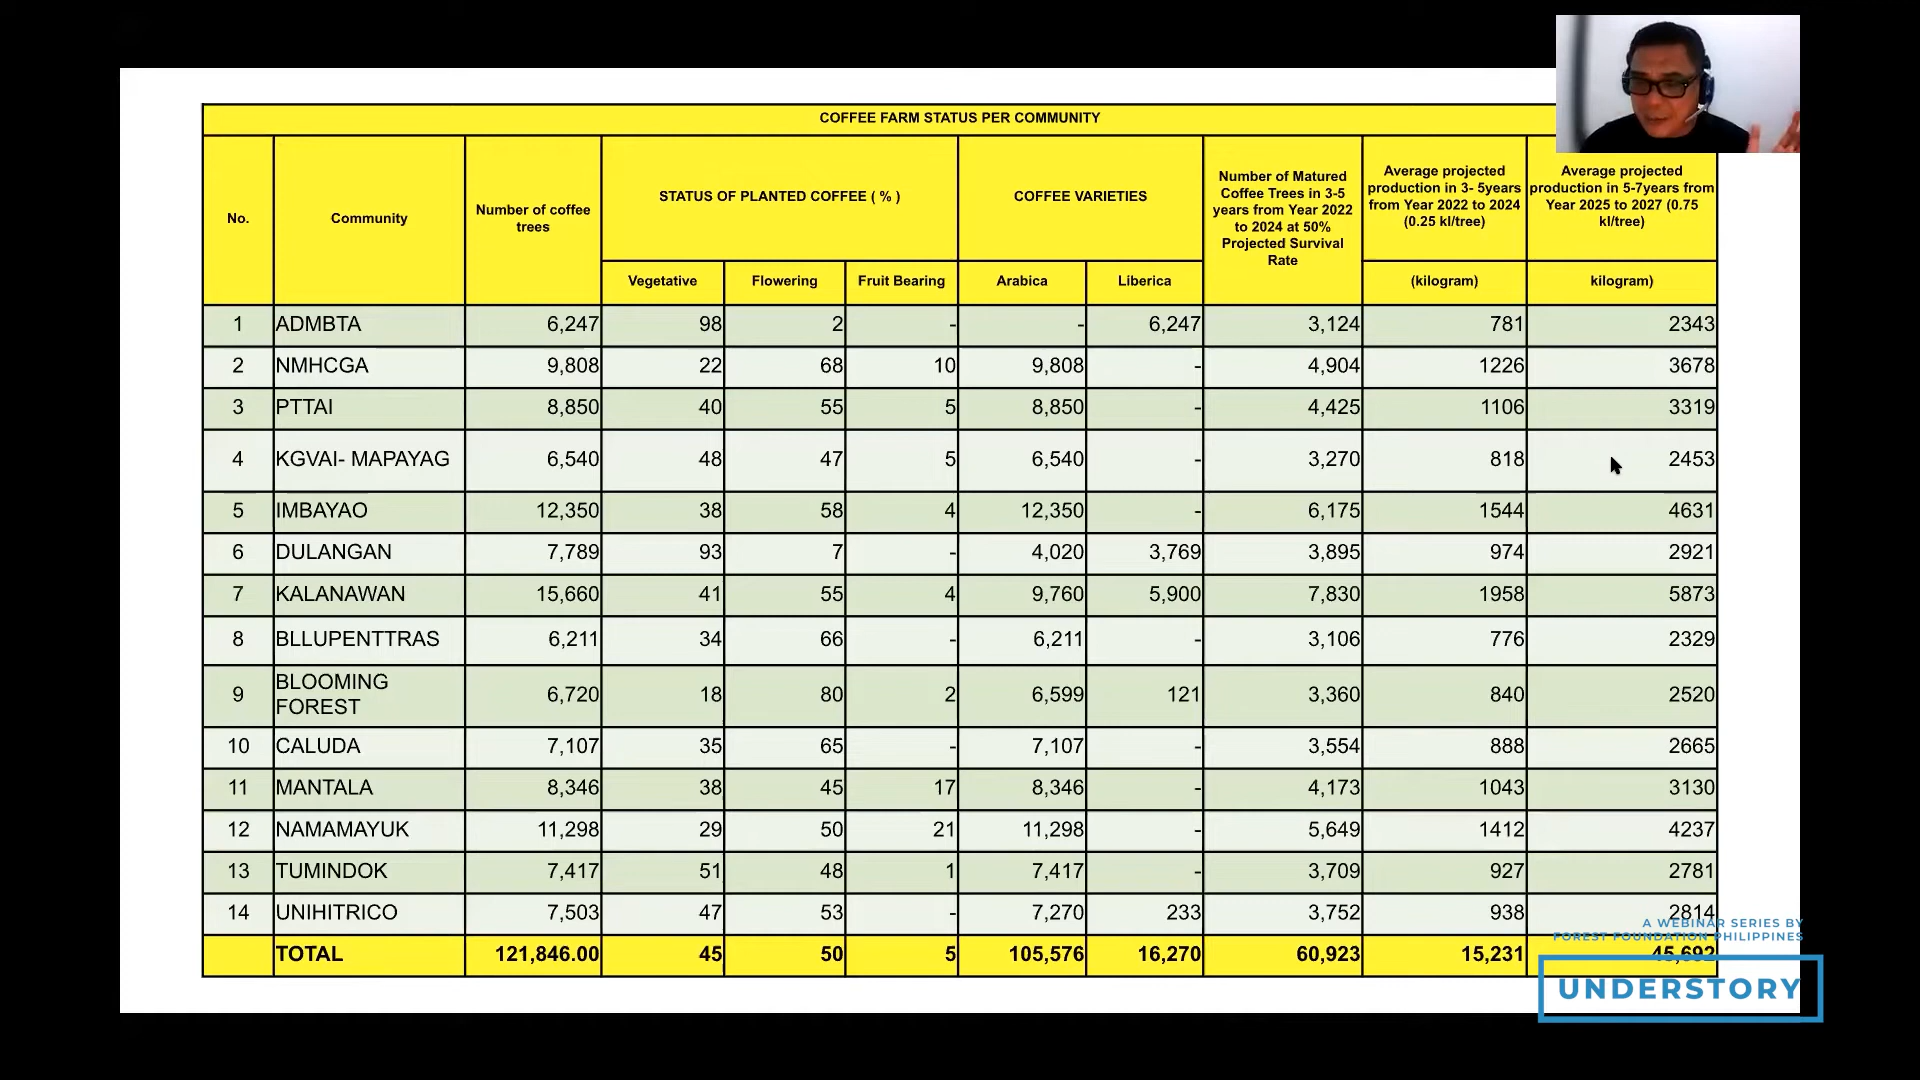 COFFEE FARM STATUS PER COMMUNITY
No. Community Number of coffee trees STATUS OF PLANTED COFFEE ( % ) COFFEE VARIETIES Number of Matured Coffee Trees in 3-5 years from Year 2022 to 2024 at 50% Projected Survival Rate Average projected production in 3- 5years from Year 2022 to 2024 (0.25 kl/tree) Average projected production in 5-7years from Year 2025 to 2027 (0.75 kl/tree)
Vegetative Flowering Fruit Bearing Arabica Liberica (kilogram) kilogram)
1 ADMBTA 6,247 98 2 - - 6,247 3,124 781 2343
2 NMHCGA 9,808 22 68 10 9,808 - 4,904 1226 3678
3 PTTAI 8,850 40 55 5 8,850 - 4,425 1106 3319
4 KGVAI- MAPAYAG 6,540 48 47 5 6,540 - 3,270 818 2453
5 IMBAYAO 12,350 38 58 4 12,350 - 6,175 1544 4631
6 DULANGAN 7,789 93 7 - 4,020 3,769 3,895 974 2921
7 KALANAWAN 15,660 41 55 4 9,760 5,900 7,830 1958 5873
8 BLLUPENTTRAS 6,211 34 66 - 6,211 - 3,106 776 2329
9 BLOOMING FOREST 6,720 18 80 2 6,599 121 3,360 840 2520
10 CALUDA 7,107 35 65 - 7,107 - 3,554 888 2665
11 MANTALA 8,346 38 45 17 8,346 - 4,173 1043 3130
12 NAMAMAYUK 11,298 29 50 21 11,298 - 5,649 1412 4237
13 TUMINDOK 7,417 51 48 1 7,417 - 3,709 927 2781
14 UNIHITRICO 7,503 47 53 - 7,270 233 3,752 938 2814
TOTAL 121,846.00 45 50 5 105,576 16,270 60,923 15,231 45,692
A WEBINAR SERIES BY
FOREST FOUNDATION PHILIPPINES
UNDERSTORY